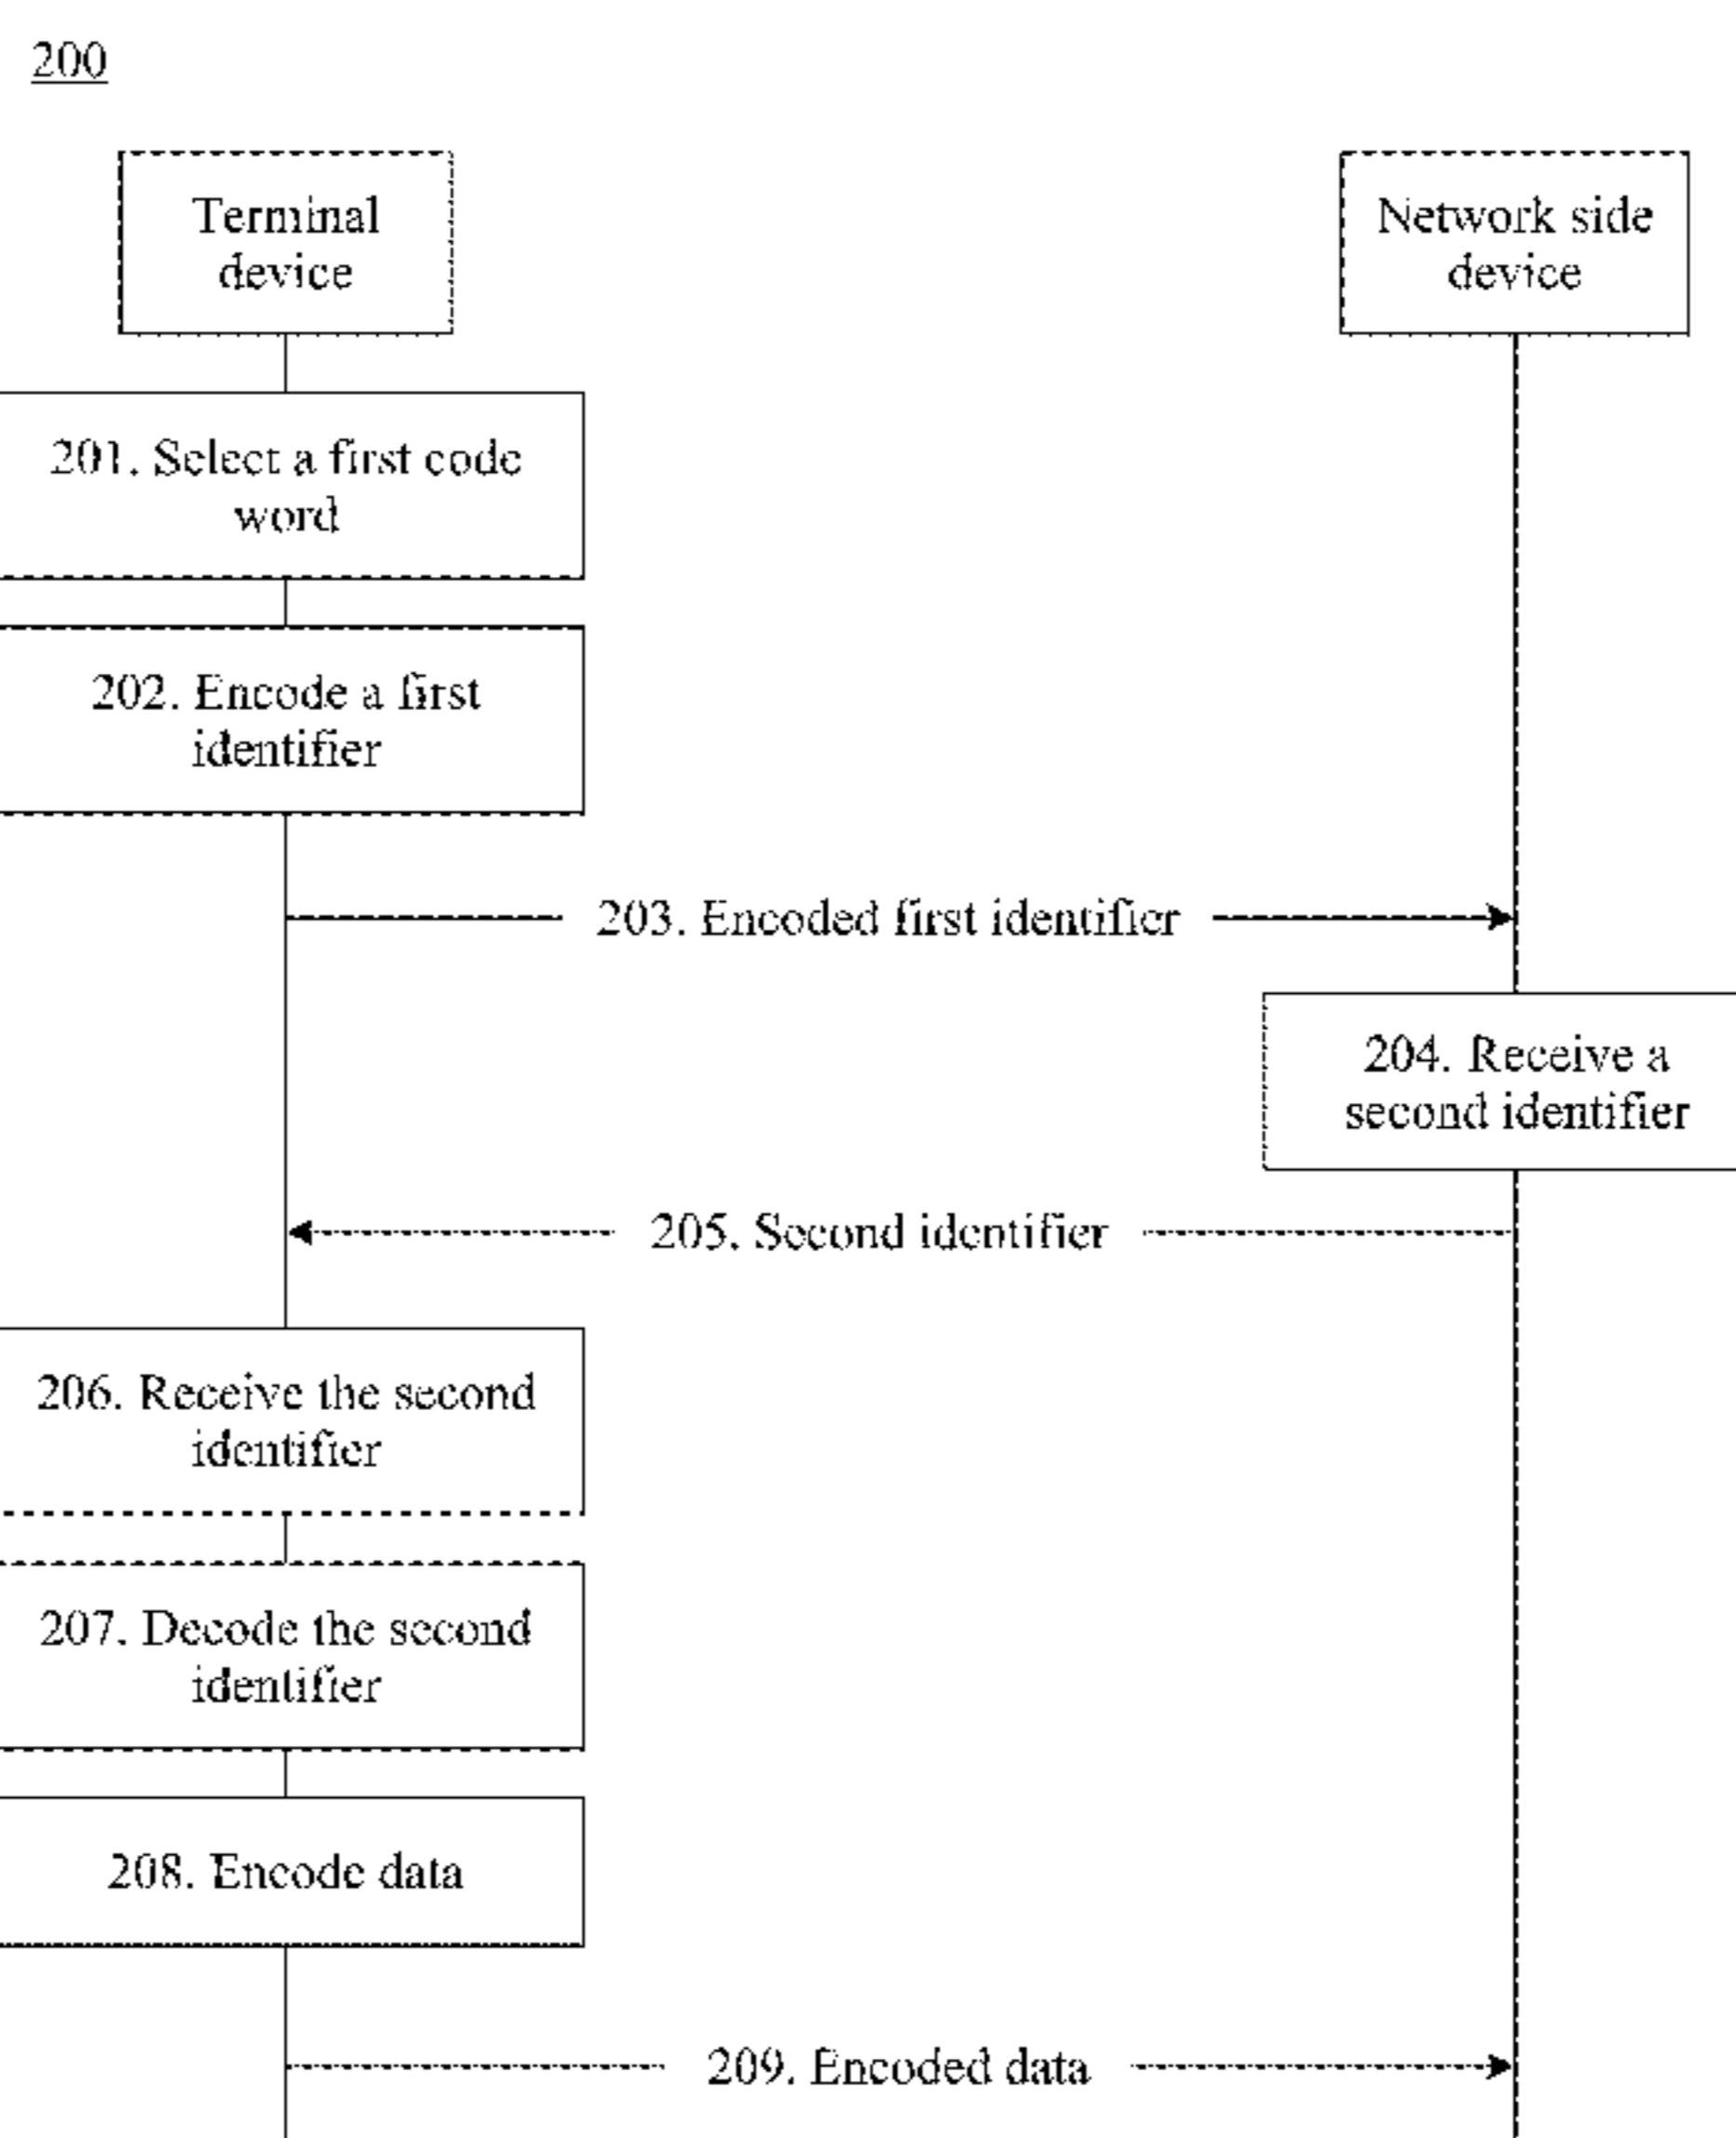 200
Terminal
device
Network side
device
201. Select a first code
word
202. Encode a first
identifier
203. Encoded first identifier
204. Receive a
second identifier
205. Second identifier
206. Receive the second
identifier
207. Decode the second
identifier
208. Encode data
209. Encoded data